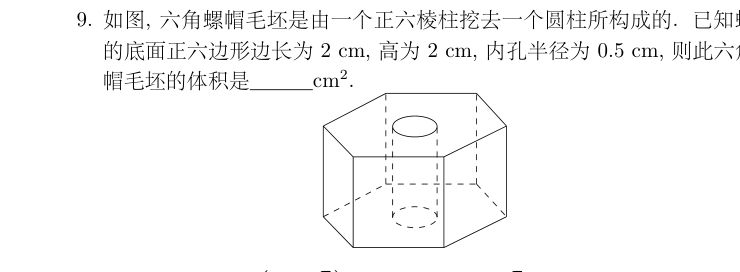 9. 如图, 六角螺帽毛坯是由一个正六棱柱挖去一个圆柱所构成的. 已知
的底面正六边形边长为 2 cm, 高为 2 cm, 内孔半径为 0.5 cm, 则此六
帽毛坯的体积是______cm².